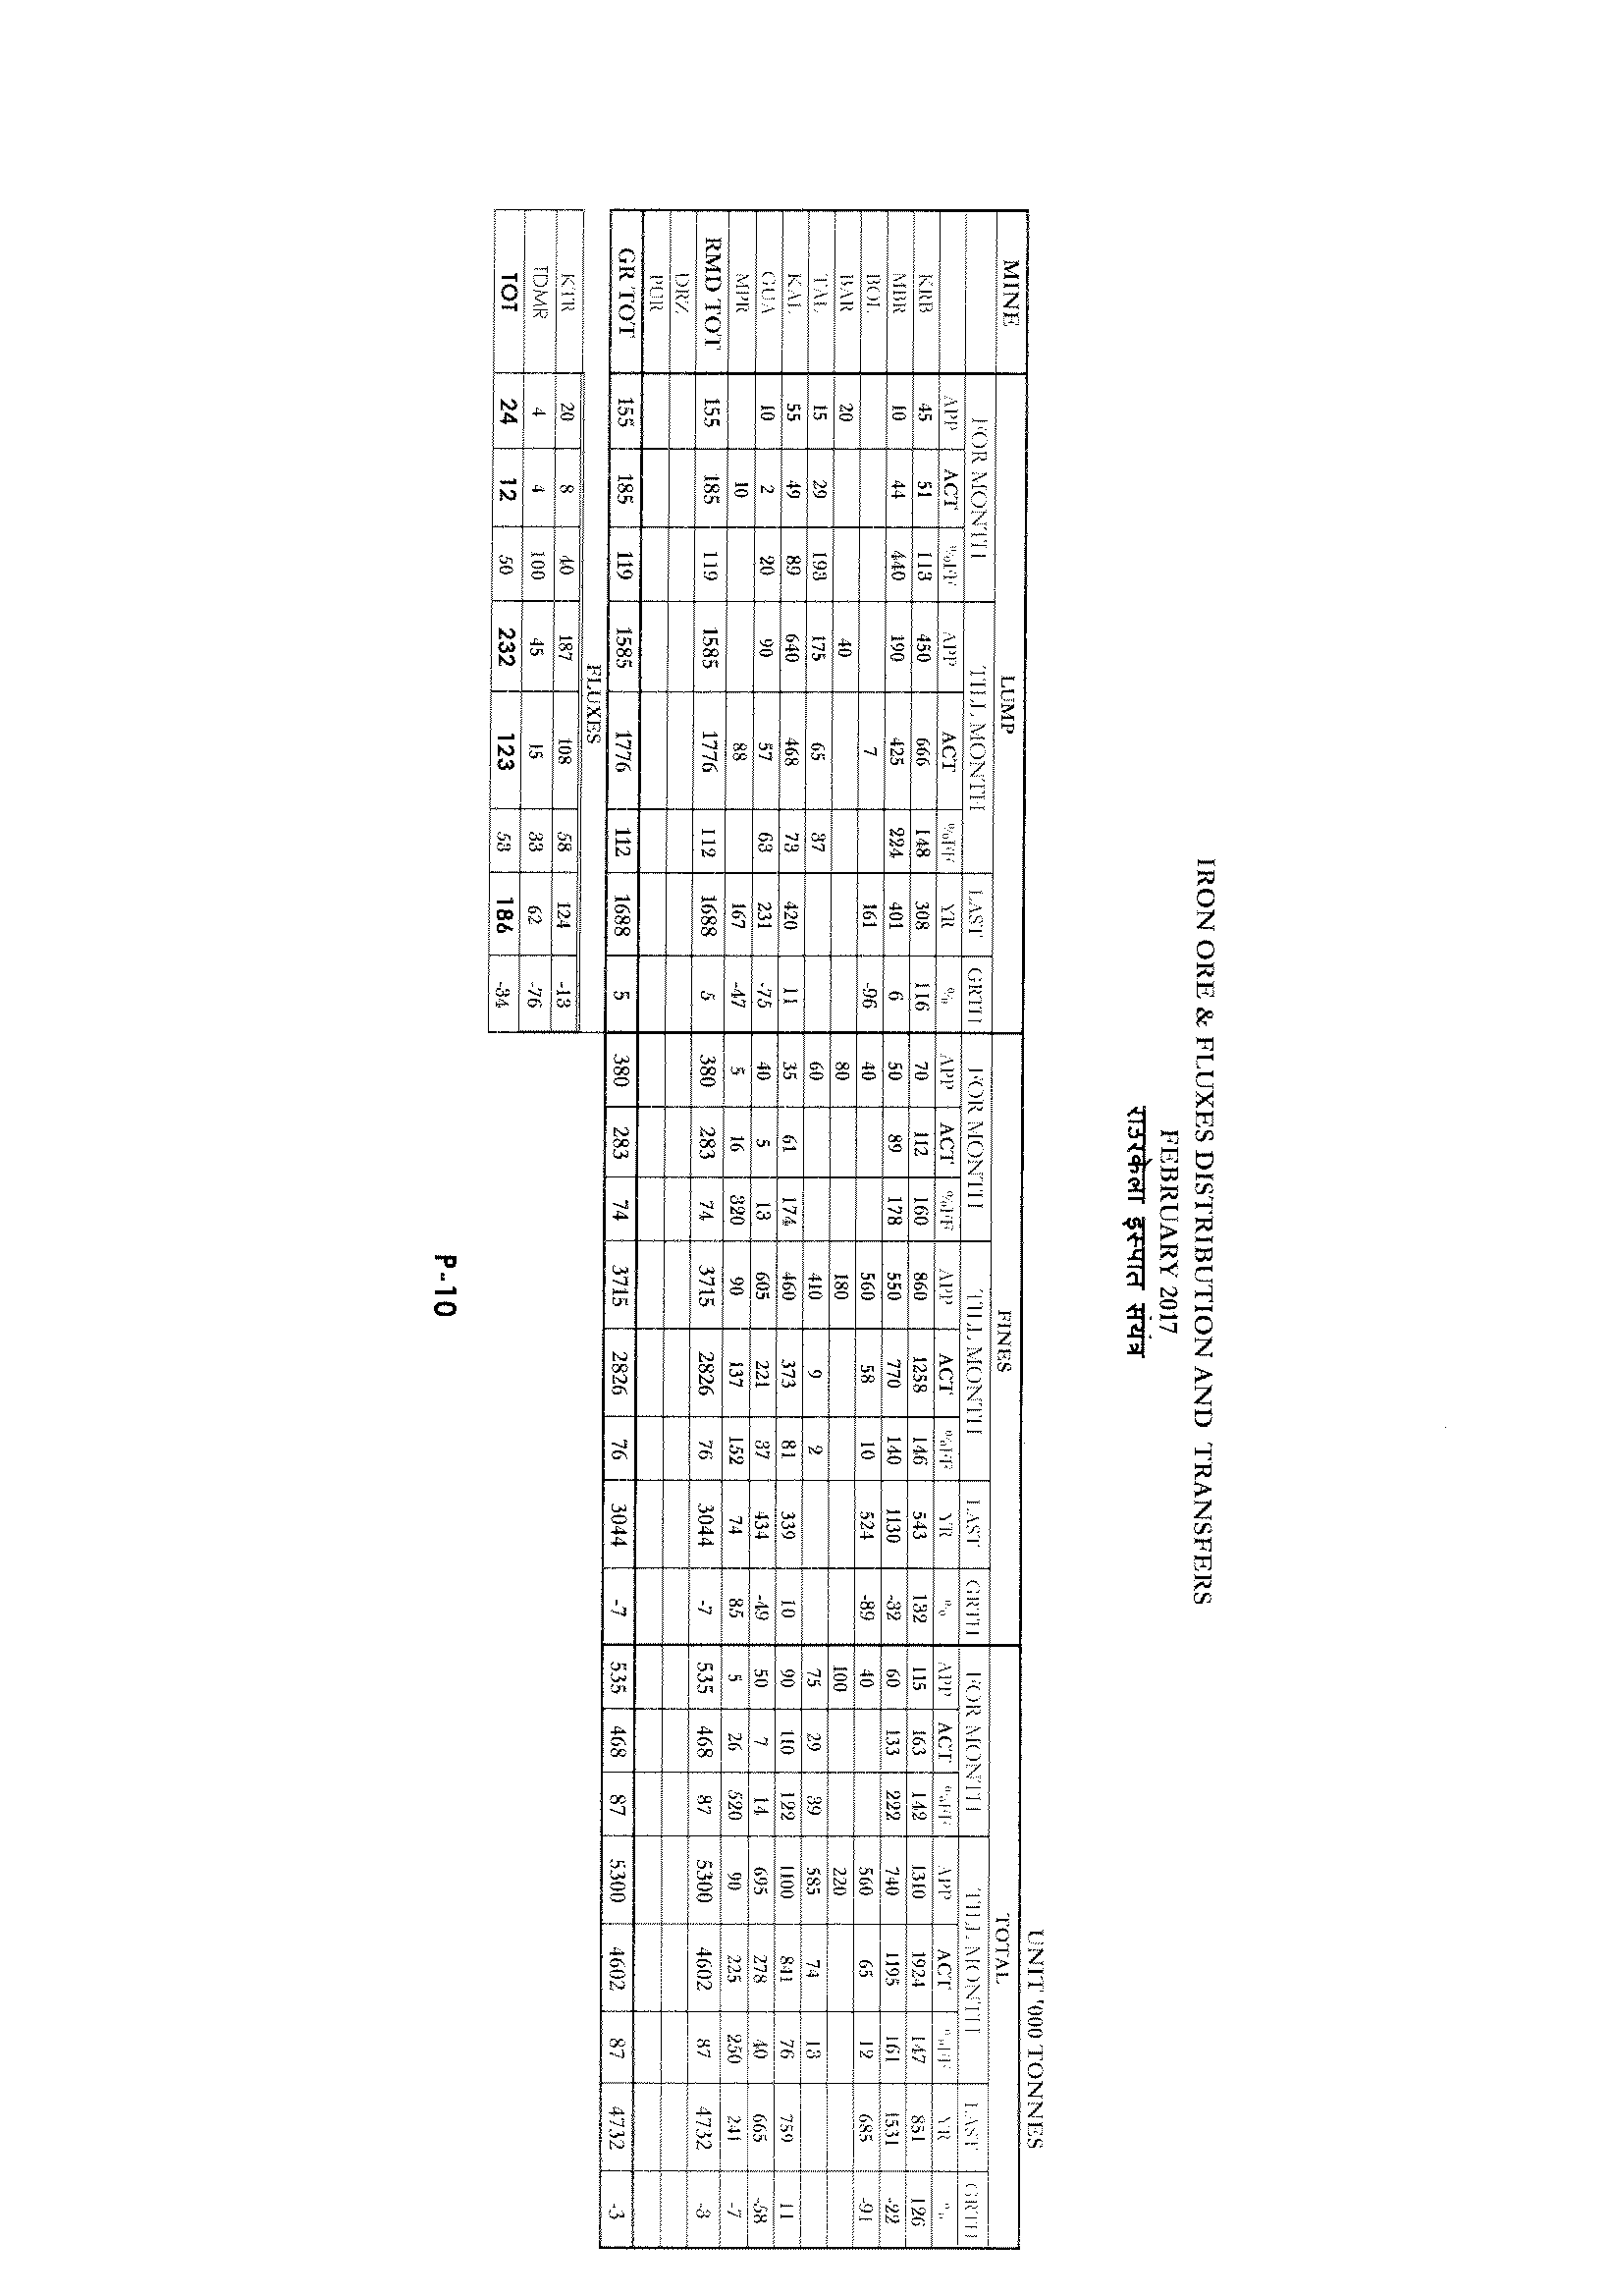 IRON ORE & FLUXES DISTRIBUTION AND TRANSFERS
FEBRUARY 2017
राउरकेला इस्पात संयंत्र
UNIT '000 TONNES
MINE LUMP FINES TOTAL
FOR MONTH TILL MONTH LAST GRTH FOR MONTH TILL MONTH LAST GRTH FOR MONTH TILL MONTH LAST GRTH
APP ACT %FF APP ACT %FF YR % APP ACT %FF APP ACT %FF YR % APP ACT %FF APP ACT %FF YR %
KRB 45 51 113 450 666 148 308 116 70 112 160 860 1258 146 543 132 115 163 142 1310 1924 147 851 126
MBR 10 44 440 190 425 224 401 6 50 89 178 550 770 140 1130 -32 60 133 222 740 1195 161 1531 -22
BOL 7 161 -96 40 560 58 10 524 -89 40 560 65 12 685 -91
BAR 20 40 80 180 100 220
TAL 15 29 193 175 65 37 60 410 9 2 75 29 39 585 74 13
KAL 55 49 89 640 468 73 420 11 35 61 174 460 373 81 339 10 90 110 122 1100 841 76 759 11
GUA 10 2 20 90 57 63 231 -75 40 5 13 605 221 37 434 -49 50 7 14 695 278 40 665 -58
MPR 10 88 167 -47 5 16 320 90 137 152 74 85 5 26 520 90 225 250 241 -7
RMD TOT 155 185 119 1585 1776 112 1688 5 380 283 74 3715 2826 76 3044 -7 535 468 87 5300 4602 87 4732 -3
DRZ
PUR
GR TOT 155 185 119 1585 1776 112 1688 5 380 283 74 3715 2826 76 3044 -7 535 468 87 5300 4602 87 4732 -3
FLUXES
KTR 20 8 40 187 108 58 124 -13
TDMR 4 4 100 45 15 33 62 -76
TOT 24 12 50 232 123 53 186 -34
P-10